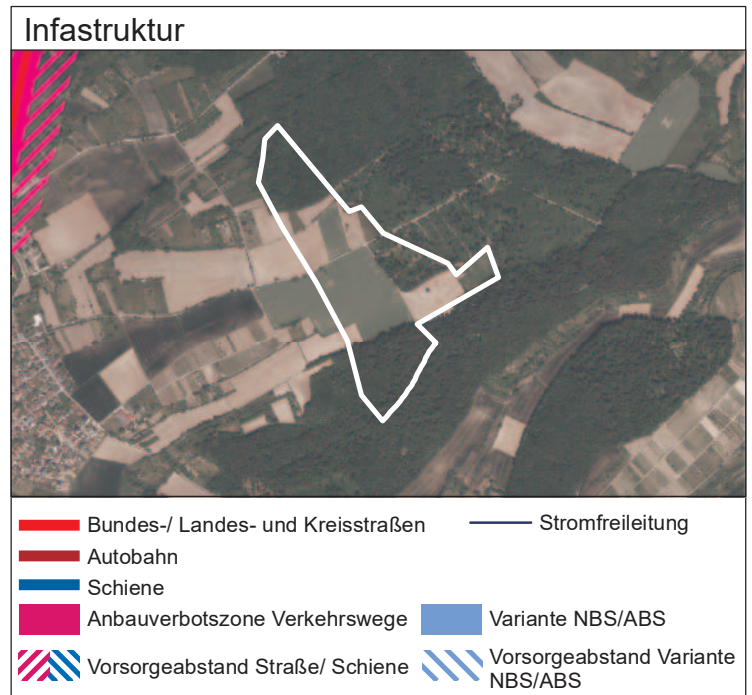 Infastruktur
Bundes-/ Landes- und Kreisstraßen
Stromfreileitung
Autobahn
Schiene
Anbauverbotszone Verkehrswege
Variante NBS/ABS
Vorsorgeabstand Straße/ Schiene
Vorsorgeabstand Variante
NBS/ABS